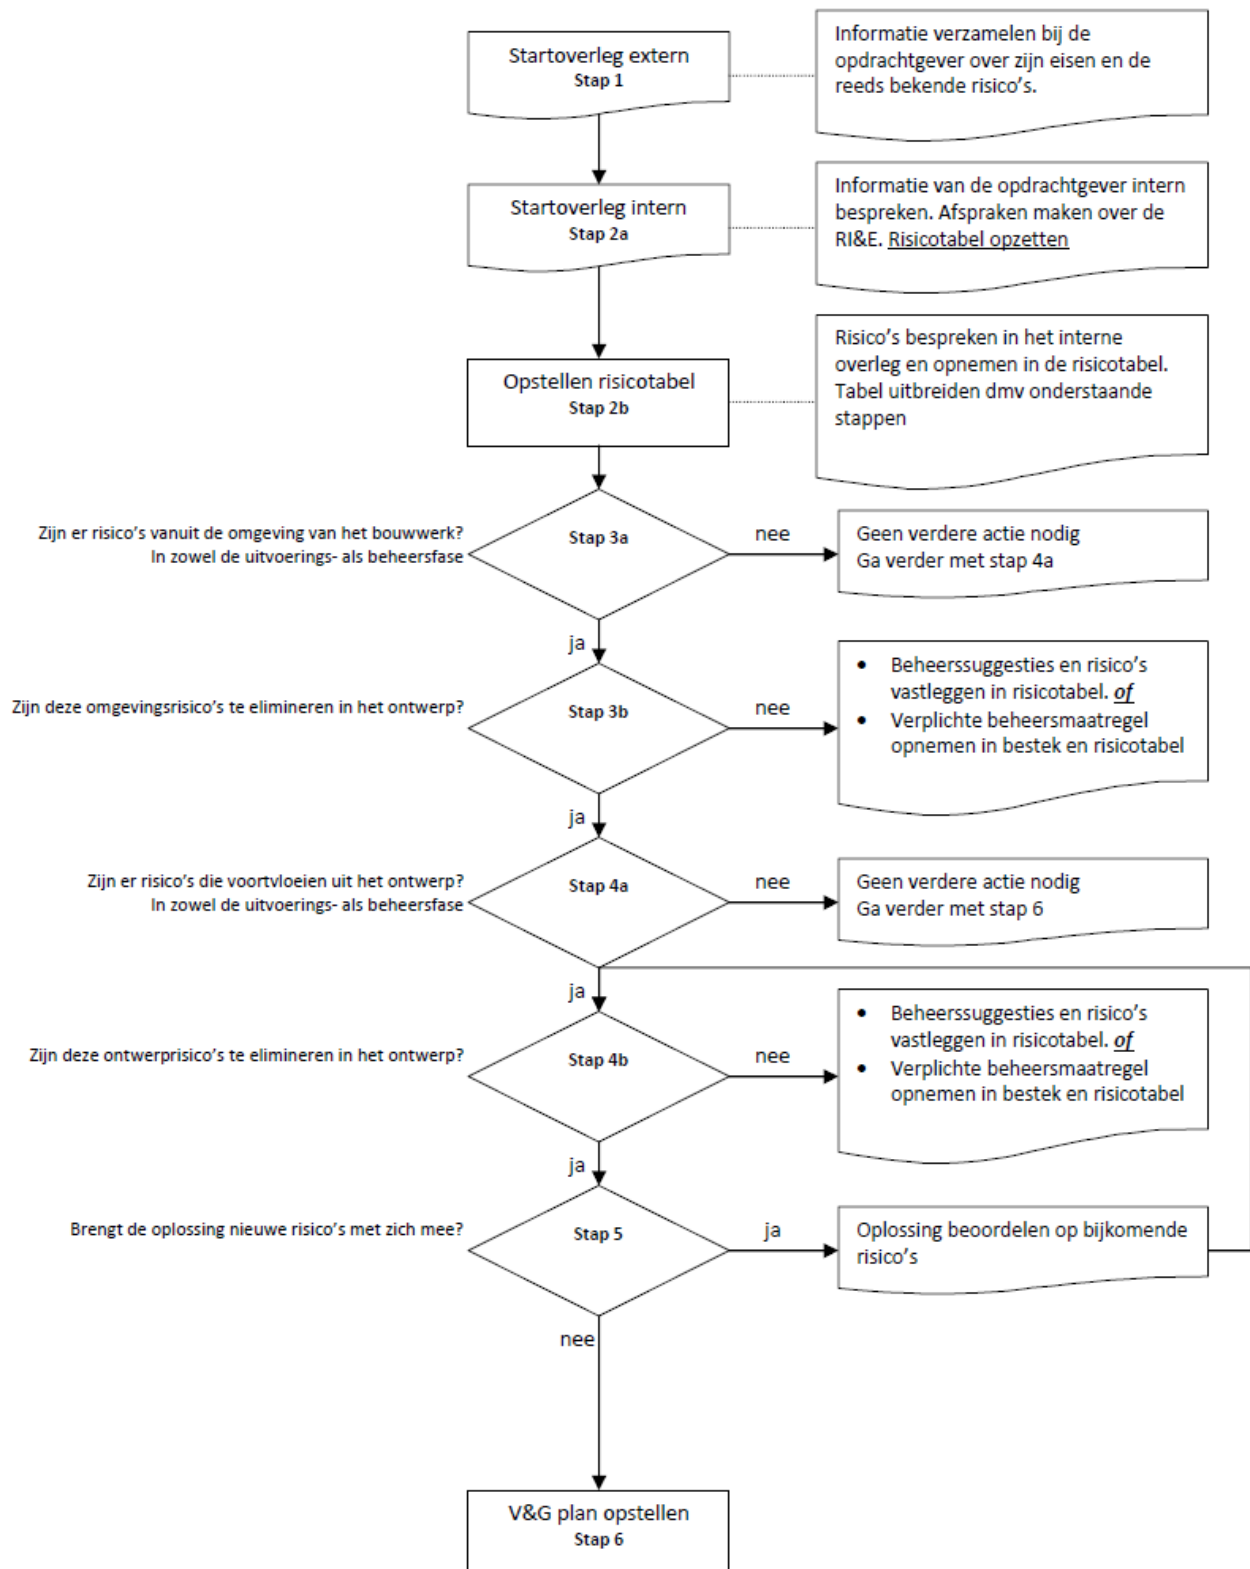 Startoverleg extern
Stap 1
Informatie verzamelen bij de
opdrachtgever over zijn eisen en de
reeds bekende risico's.
Startoverleg intern
Stap 2a
Informatie van de opdrachtgever intern
bespreken. Afspraken maken over de
RI&E. Risicotabel opzetten
Opstellen risicotabel
Stap 2b
Risico's bespreken in het interne
overleg en opnemen in de risicotabel.
Tabel uitbreiden dmv onderstaande
stappen
Zijn er risico's vanuit de omgeving van het bouwwerk?
In zowel de uitvoerings- als beheersfase
Stap 3a
nee
Geen verdere actie nodig
Ga verder met stap 4a
ja
Zijn deze omgevingsrisico's te elimineren in het ontwerp?
Stap 3b
nee
• Beheerssuggesties en risico's
vastleggen in risicotabel. of
• Verplichte beheersmaatregel
opnemen in bestek en risicotabel
ja
Zijn er risico's die voortvloeien uit het ontwerp?
In zowel de uitvoerings- als beheersfase
Stap 4a
nee
Geen verdere actie nodig
Ga verder met stap 6
ja
Zijn deze ontwerprisico's te elimineren in het ontwerp?
Stap 4b
nee
• Beheerssuggesties en risico's
vastleggen in risicotabel. of
• Verplichte beheersmaatregel
opnemen in bestek en risicotabel
ja
Brengt de oplossing nieuwe risico's met zich mee?
Stap 5
ja
Oplossing beoordelen op bijkomende
risico's
nee
V&G plan opstellen
Stap 6